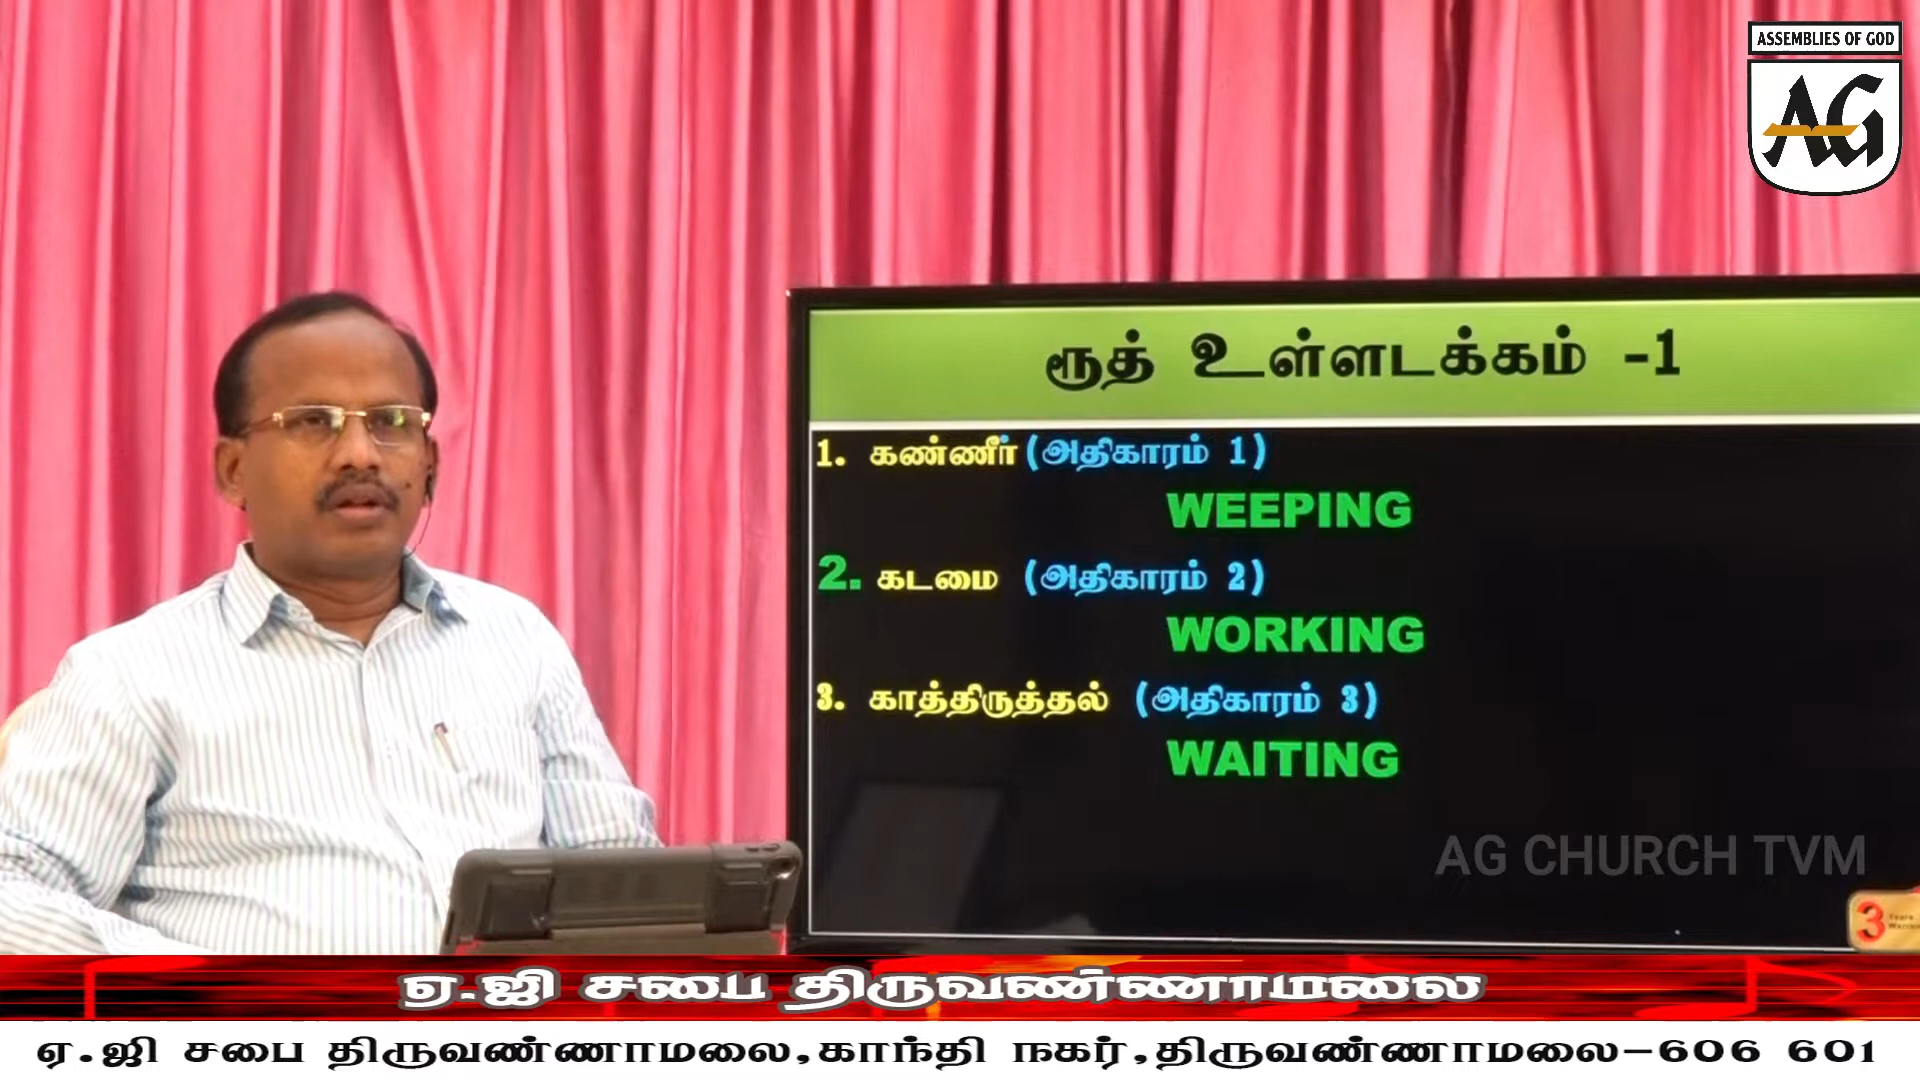 ASSEMBLIES OF GOD
AG
ரூத் உள்ளடக்கம் -1
1. கண்ணீர் (அதிகாரம் 1)
WEEPING
2. கடமை (அதிகாரம் 2)
WORKING
3. காத்திருத்தல் (அதிகாரம் 3)
WAITING
AG CHURCH TVM
3 Years
ஏ.ஜி சபை திருவண்ணாமலை
ஏ.ஜி சபை திருவண்ணாமலை,காந்தி நகர்,திருவண்ணாமலை-606 601